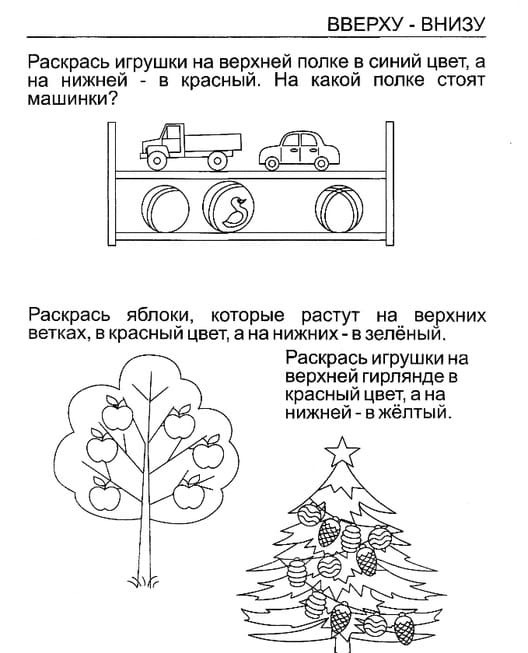 ВВЕРХУ - ВНИЗУ
Раскрась игрушки на верхней полке в синий цвет, а
на нижней - в красный. На какой полке стоят
машинки?
Раскрась яблоки, которые растут на верхних
ветках, в красный цвет, а на нижних - в зелёный.
Раскрась игрушки на
верхней гирлянде в
красный цвет, а на
нижней - в жёлтый.